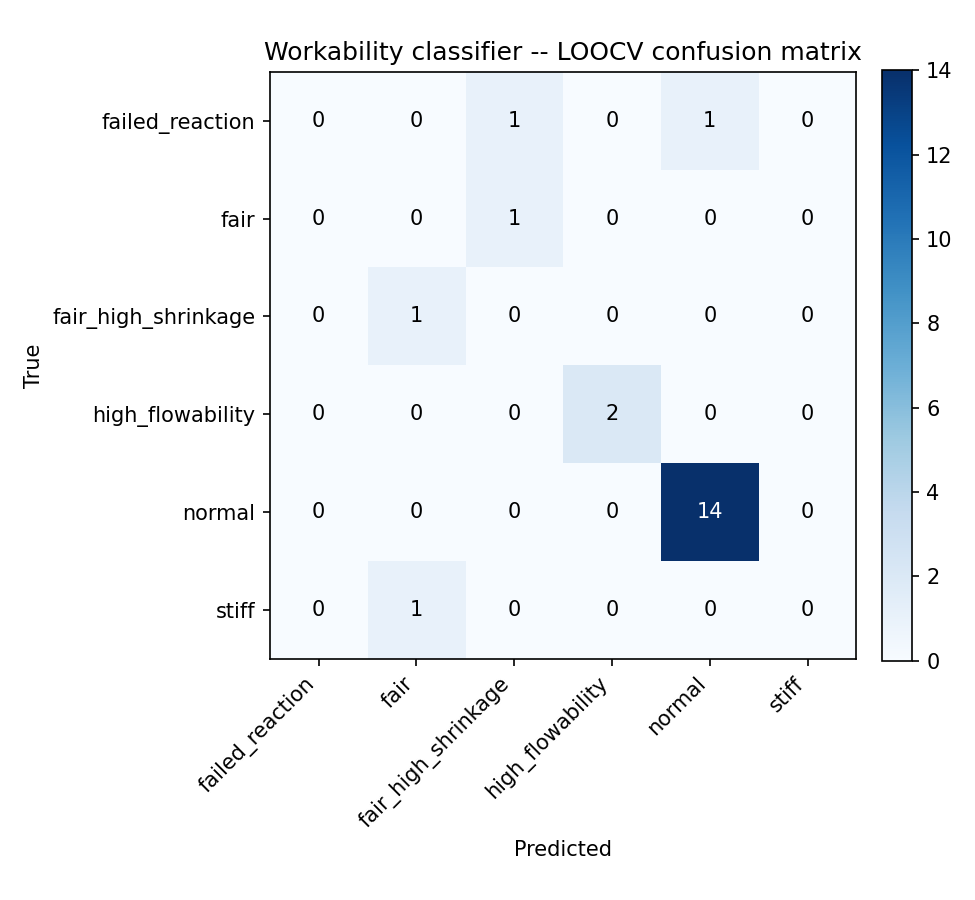 Workability classifier -- LOOCV confusion matrix
True
failed_reaction 0 0 1 0 1 0
fair 0 0 1 0 0 0
fair_high_shrinkage 0 1 0 0 0 0
high_flowability 0 0 0 2 0 0
normal 0 0 0 0 14 0
stiff 0 1 0 0 0 0
failed_reaction fair fair_high_shrinkage high_flowability normal stiff
Predicted
14
12
10
8
6
4
2
0